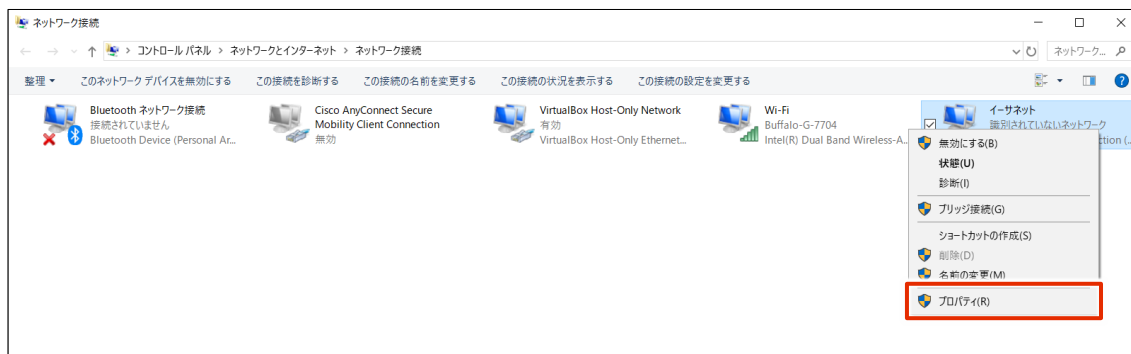 ネットワーク接続
コントロール パネル > ネットワークとインターネット > ネットワーク接続
ネットワーク...
整理
このネットワーク デバイスを無効にする
この接続を診断する
この接続の名前を変更する
この接続の状況を表示する
この接続の設定を変更する
Bluetooth ネットワーク接続
接続されていません
Bluetooth Device (Personal Ar...
Cisco AnyConnect Secure
Mobility Client Connection
無効
VirtualBox Host-Only Network
有効
VirtualBox Host-Only Ethernet...
Wi-Fi
Buffalo-G-7704
Intel(R) Dual Band Wireless-A...
イーサネット
識別されていないネットワーク
ction (...
無効にする(B)
状態(U)
診断(I)
ブリッジ接続(G)
ショートカットの作成(S)
削除(D)
名前の変更(M)
プロパティ(R)